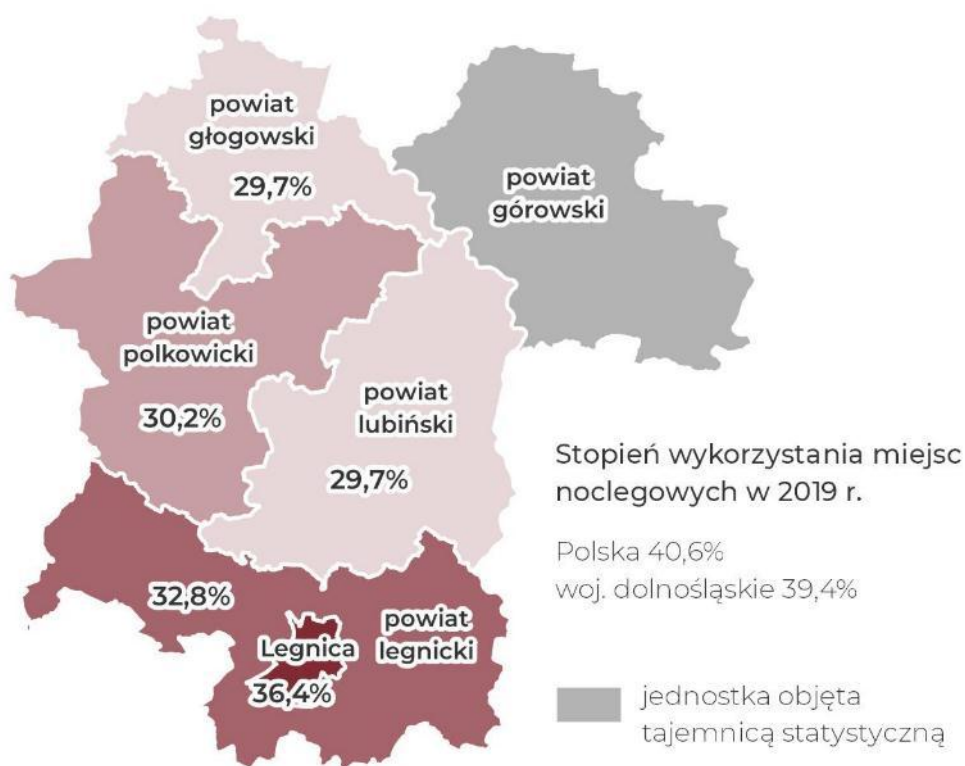 powiat
głogowski
29,7%
powiat
górowski
powiat
polkowicki
30,2%
powiat
lubiński
29,7%
Stopień wykorzystania miejsc
noclegowych w 2019 r.
Polska 40,6%
woj. dolnośląskie 39,4%
32,8%
Legnica
36,4%
powiat
legnicki
jednostka objęta
tajemnicą statystyczną